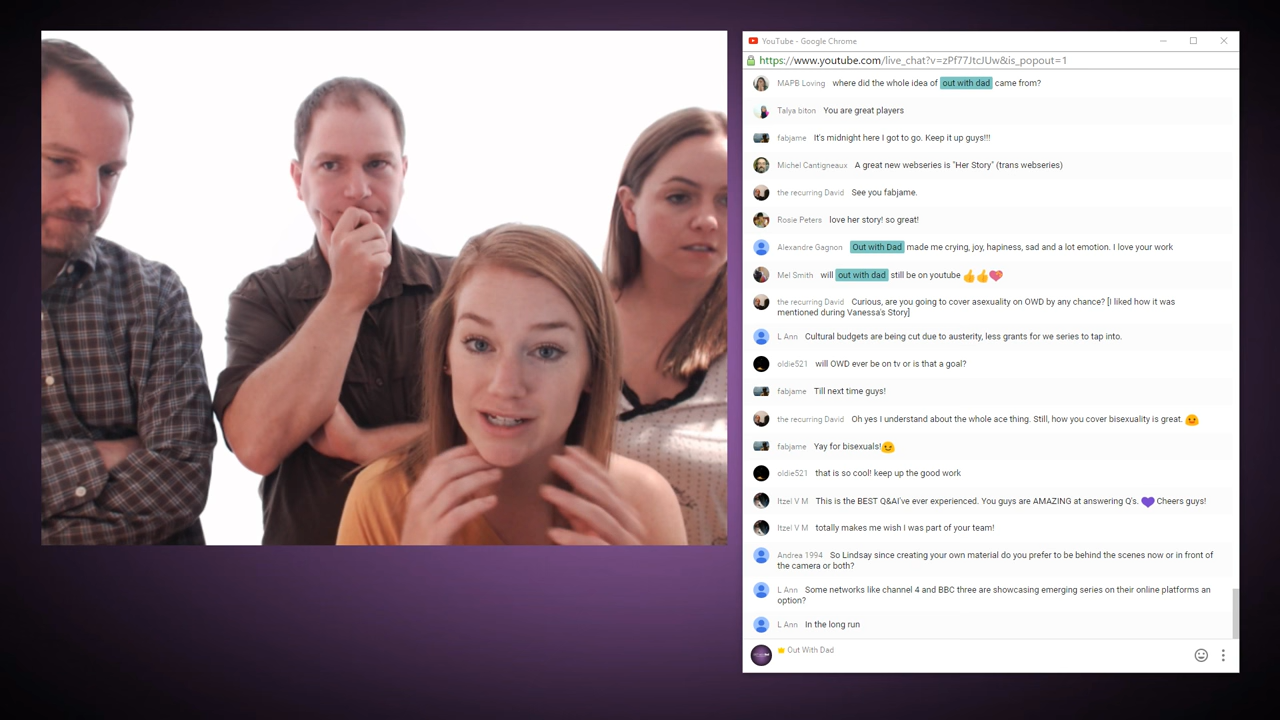 YouTube - Google Chrome
https://www.youtube.com/live_chat?v=zPf77JtcJUw&is_popout=1
MAPB Loving where did the whole idea of out with dad came from?
Talya biton You are great players
fabjame It's midnight here I got to go. Keep it up guys!!!
Michel Cantigneaux A great new webseries is "Her Story" (trans webseries)
the recurring David See you fabjame.
Rosie Peters love her story! so great!
Alexandre Gagnon Out with Dad made me crying, joy, hapiness, sad and a lot emotion. I love your work
Mel Smith will out with dad still be on youtube 👍👍💖
the recurring David Curious, are you going to cover asexuality on OWD by any chance? [I liked how it was
mentioned during Vanessa's Story]
L Ann Cultural budgets are being cut due to austerity, less grants for we series to tap into.
oldie521 will OWD ever be on tv or is that a goal?
fabjame Till next time guys!
the recurring David Oh yes I understand about the whole ace thing. Still, how you cover bisexuality is great.
fabjame Yay for bisexuals!
oldie521 that is so cool! keep up the good work
Itzel V M This is the BEST Q&AI've ever experienced. You guys are AMAZING at answering Q's. 💜 Cheers guys!
Itzel V M totally makes me wish I was part of your team!
Andrea 1994 So Lindsay since creating your own material do you prefer to be behind the scenes now or in front of
the camera or both?
L Ann Some networks like channel 4 and BBC three are showcasing emerging series on their online platforms an
option?
L Ann In the long run
Out With Dad